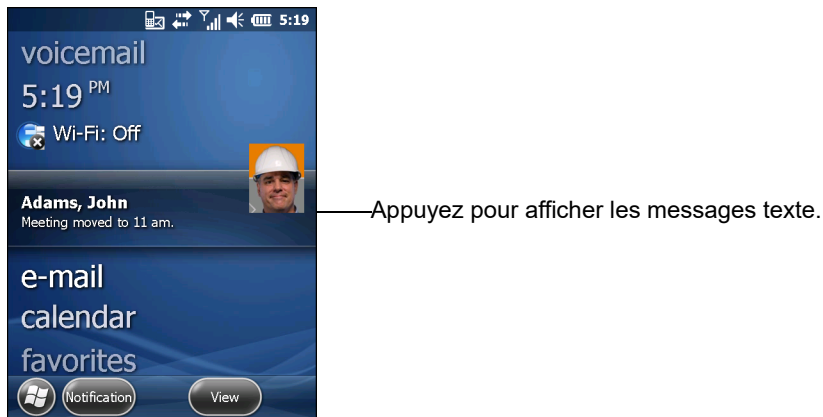 5:19
voicemail
5:19 PM
Wi-Fi: Off
Adams, John
Meeting moved to 11 am.
Appuyez pour afficher les messages texte.
e-mail
calendar
favorites
Notification View